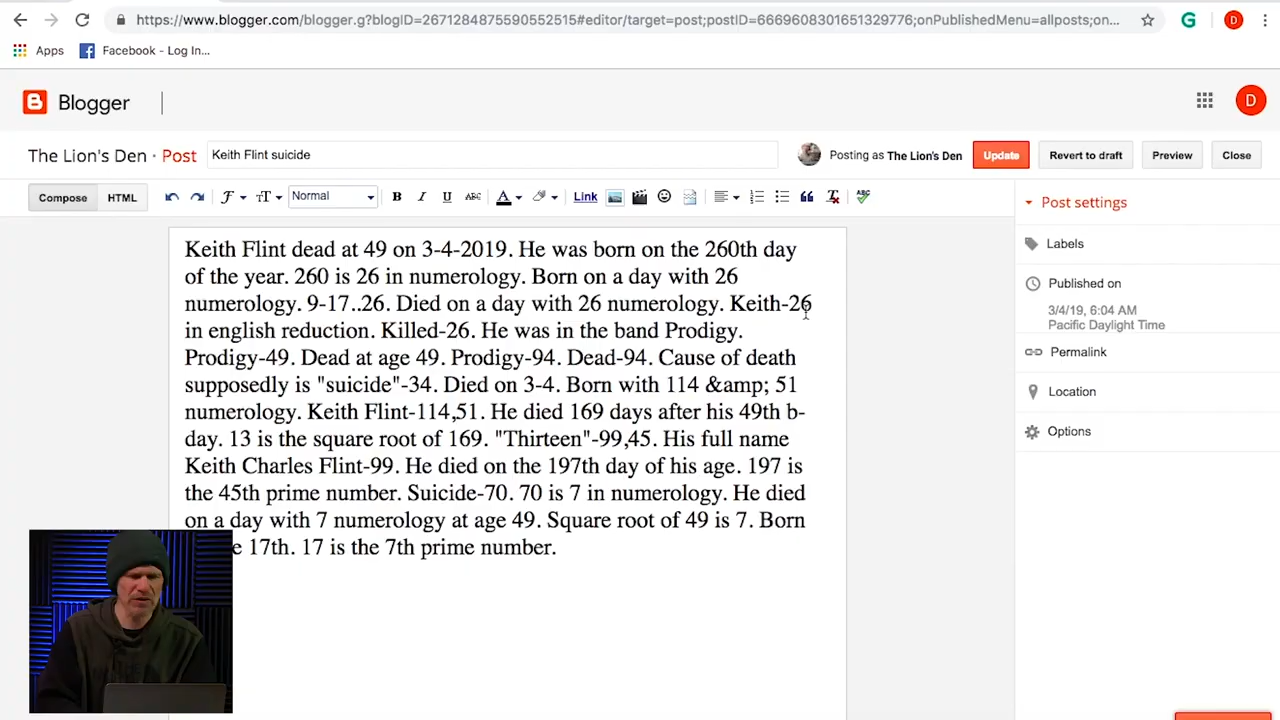 https://www.blogger.com/blogger.g?blogID=2671284875590552515#editor/target=post;postID=6669608301651329776;onPublishedMenu=allposts;on...
G
D
Apps
Facebook - Log In...
Blogger
D
The Lion's Den · Post
Keith Flint suicide
Posting as The Lion's Den
Update
Revert to draft
Preview
Close
Compose
HTML
Normal
B I U ABC A Link
Post settings
Keith Flint dead at 49 on 3-4-2019. He was born on the 260th day
of the year. 260 is 26 in numerology. Born on a day with 26
numerology. 9-17..26. Died on a day with 26 numerology. Keith-26
in english reduction. Killed-26. He was in the band Prodigy.
Prodigy-49. Dead at age 49. Prodigy-94. Dead-94. Cause of death
supposedly is "suicide"-34. Died on 3-4. Born with 114 &amp; 51
numerology. Keith Flint-114,51. He died 169 days after his 49th b-
day. 13 is the square root of 169. "Thirteen"-99,45. His full name
Keith Charles Flint-99. He died on the 197th day of his age. 197 is
the 45th prime number. Suicide-70. 70 is 7 in numerology. He died
on a day with 7 numerology at age 49. Square root of 49 is 7. Born
17th. 17 is the 7th prime number.
Labels
Published on
3/4/19, 6:04 AM
Pacific Daylight Time
Permalink
Location
Options